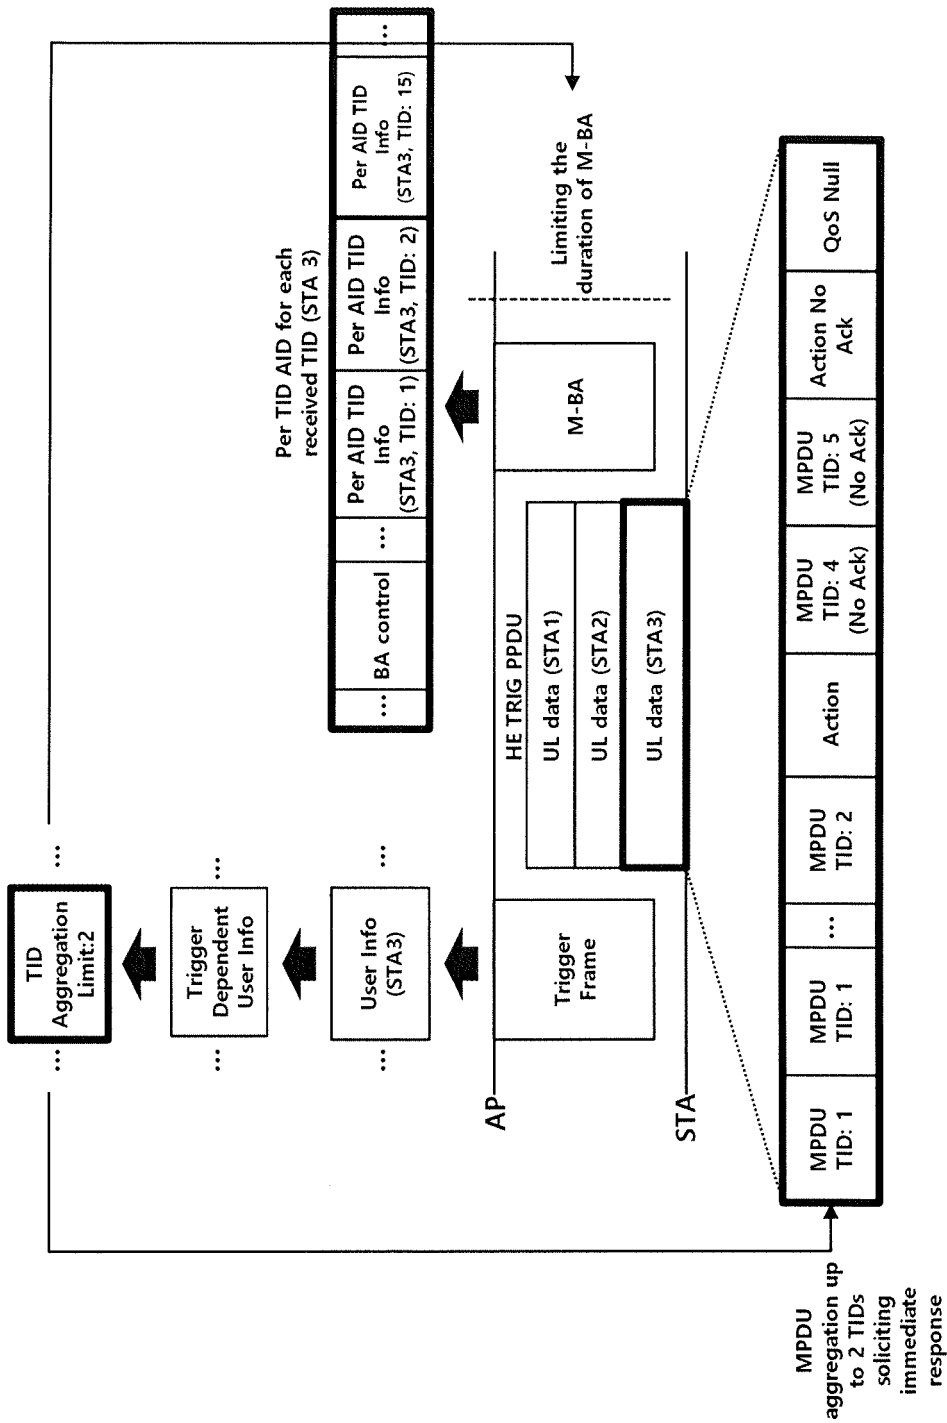 TID
Aggregation
Limit:2
...
...
Trigger
Dependent
User Info
...
...
User Info
(STA3)
...
...
Per TID AID for each
received TID (STA 3)
...
BA control
...
Per AID TID
Info
(STA3, TID: 1)
Per AID TID
Info
(STA3, TID: 2)
Per AID TID
Info
(STA3, TID: 15)
...
AP
Trigger
Frame
HE TRIG PPDU
UL data (STA1)
UL data (STA2)
UL data (STA3)
M-BA
Limiting the
duration of M-BA
STA
MPDU
aggregation up
to 2 TIDs
soliciting
immediate
response
MPDU
TID: 1
MPDU
TID: 1
...
MPDU
TID: 2
Action
MPDU
TID: 4
(No Ack)
MPDU
TID: 5
(No Ack)
Action No
Ack
QoS Null